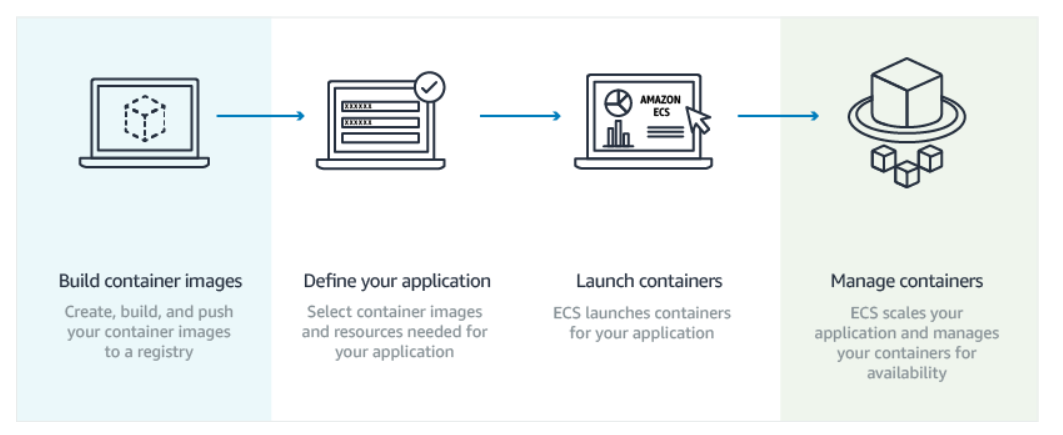 XXXXXX
XXXXXX
AMAZON
ECS
Build container images
Create, build, and push
your container images
to a registry
Define your application
Select container images
and resources needed for
your application
Launch containers
ECS launches containers
for your application
Manage containers
ECS scales your
application and manages
your containers for
availability